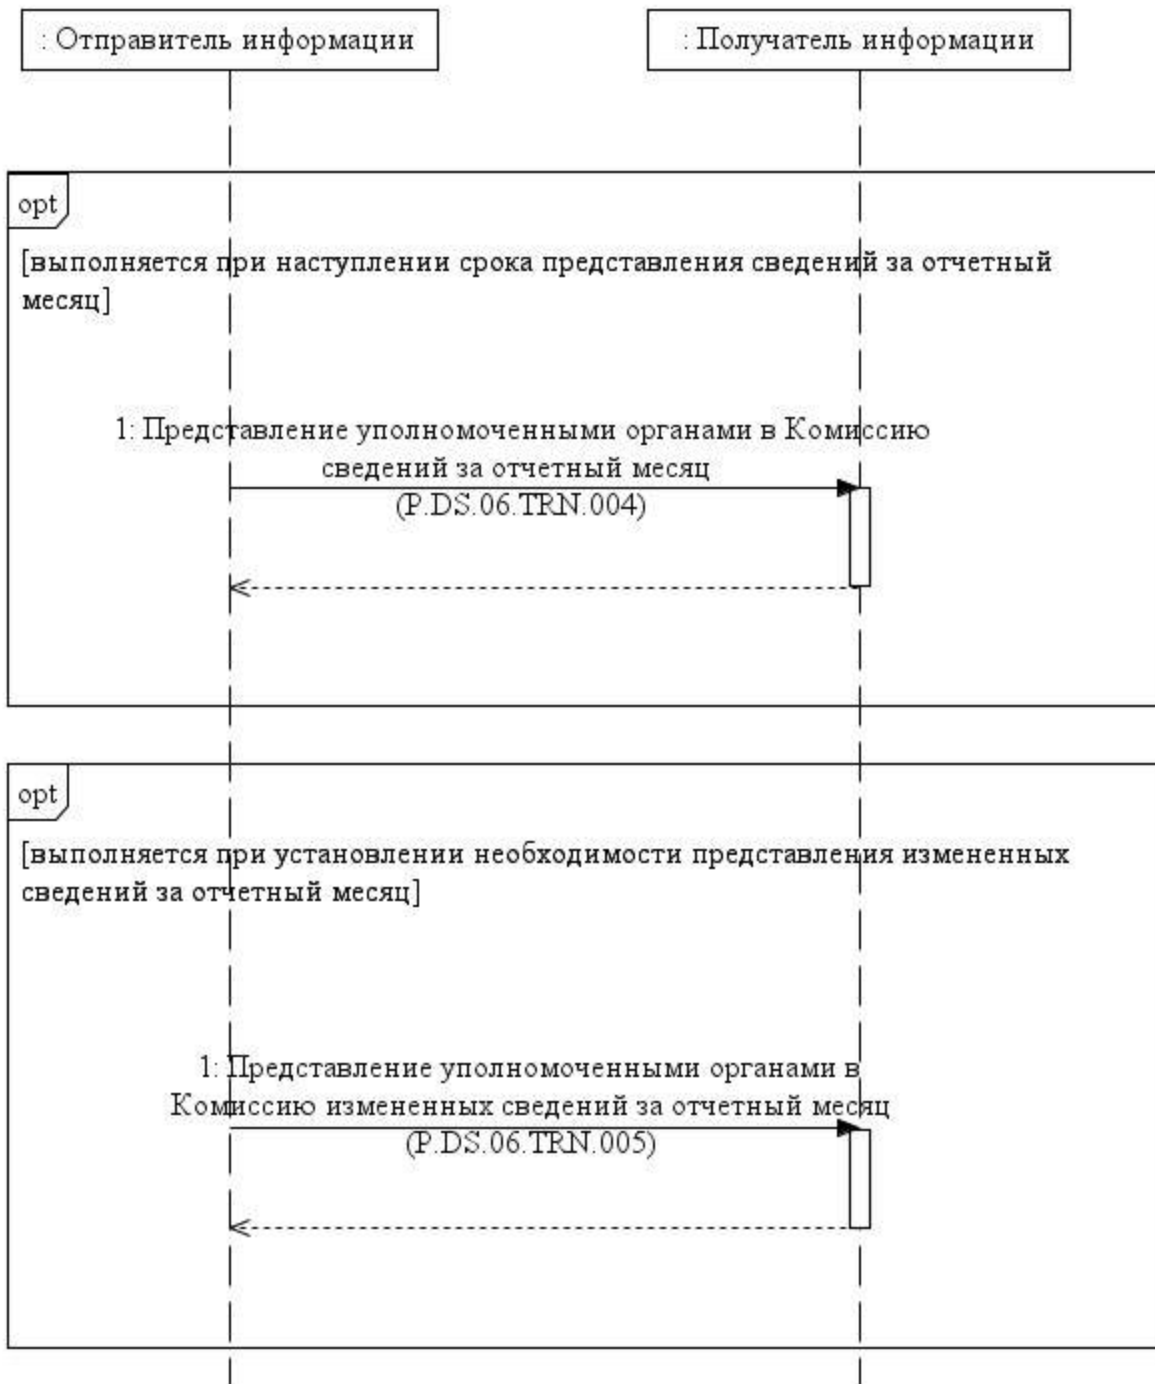 : Отправитель информации
: Получатель информации
opt
[выполняется при наступлении срока представления сведений за отчетный
месяц]
1: Представление уполномоченными органами в Комиссию
сведений за отчетный месяц
(P.DS.06.TRN.004)
opt
[выполняется при установлении необходимости представления измененных
сведений за отчетный месяц]
1: Представление уполномоченными органами в
Комиссию измененных сведений за отчетный месяц
(P.DS.06.TRN.005)